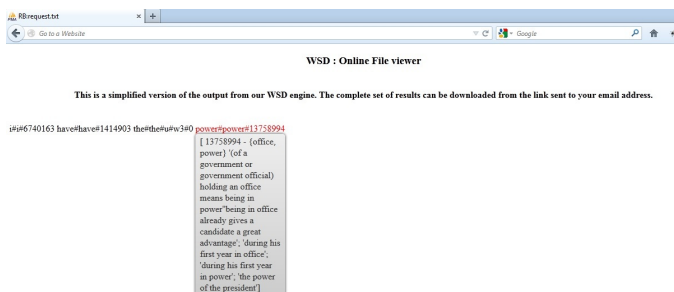 RB:request.txt × +
Go to a Website Google
WSD : Online File viewer
This is a simplified version of the output from our WSD engine. The complete set of results can be downloaded from the link sent to your email address.
i#i#6740163 have#have#1414903 the#the#u#w3#0 power#power#13758994
[ 13758994 - {office,
power} '(of a
government or
government official)
holding an office
means being in
power''being in office
already gives a
candidate a great
advantage'; 'during his
first year in office';
'during his first year
in power'; 'the power
of the president']